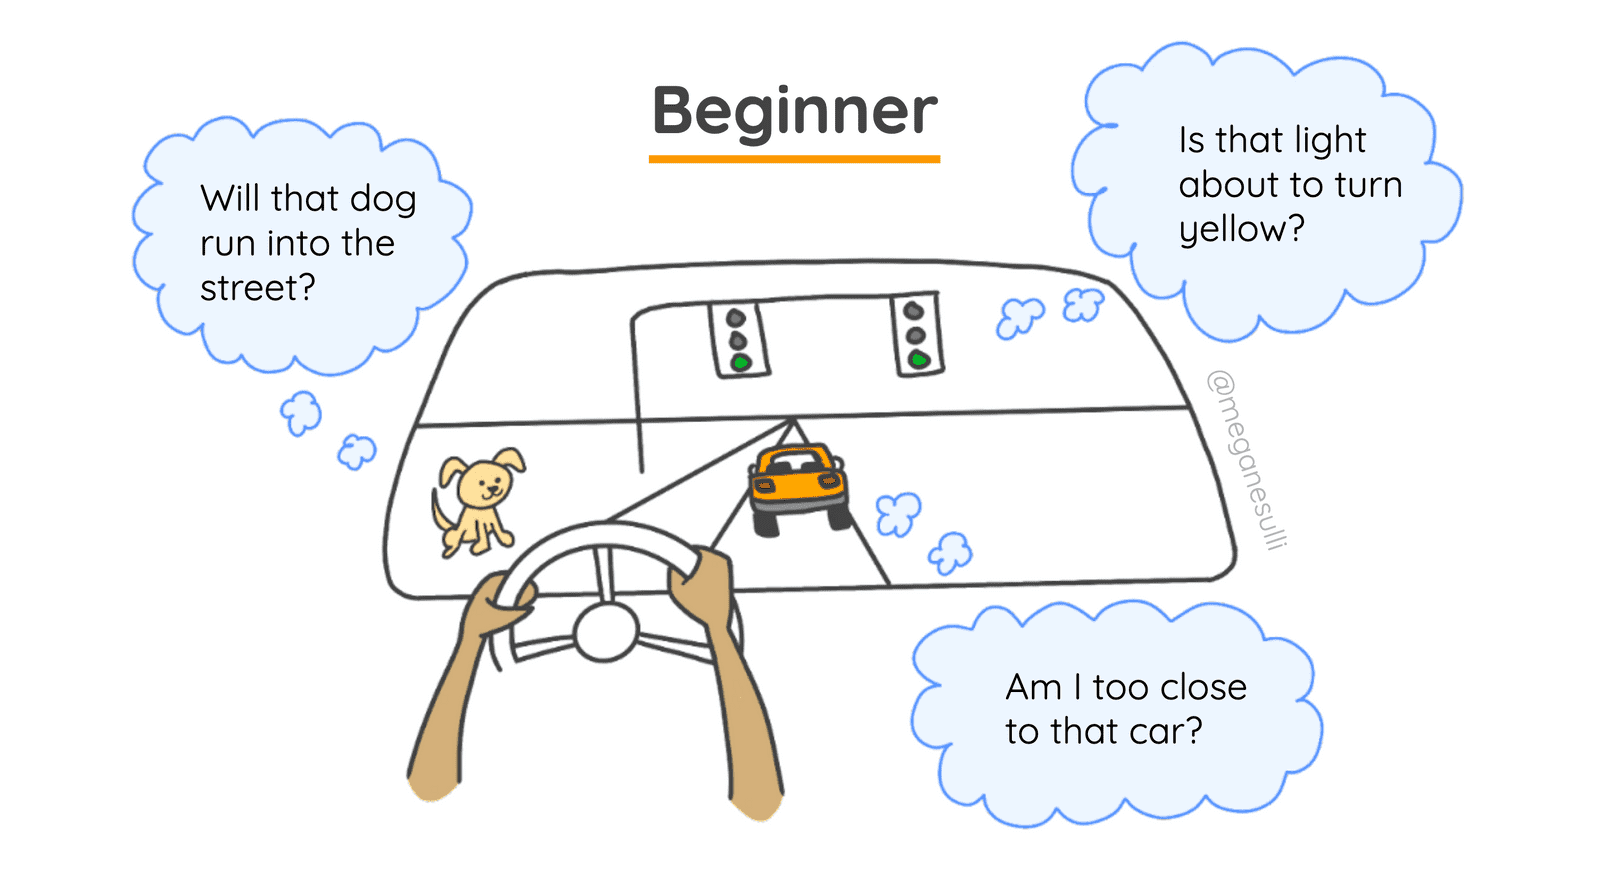 Beginner
Will that dog
run into the
street?
Is that light
about to turn
yellow?
@meganesulli
Am I too close
to that car?